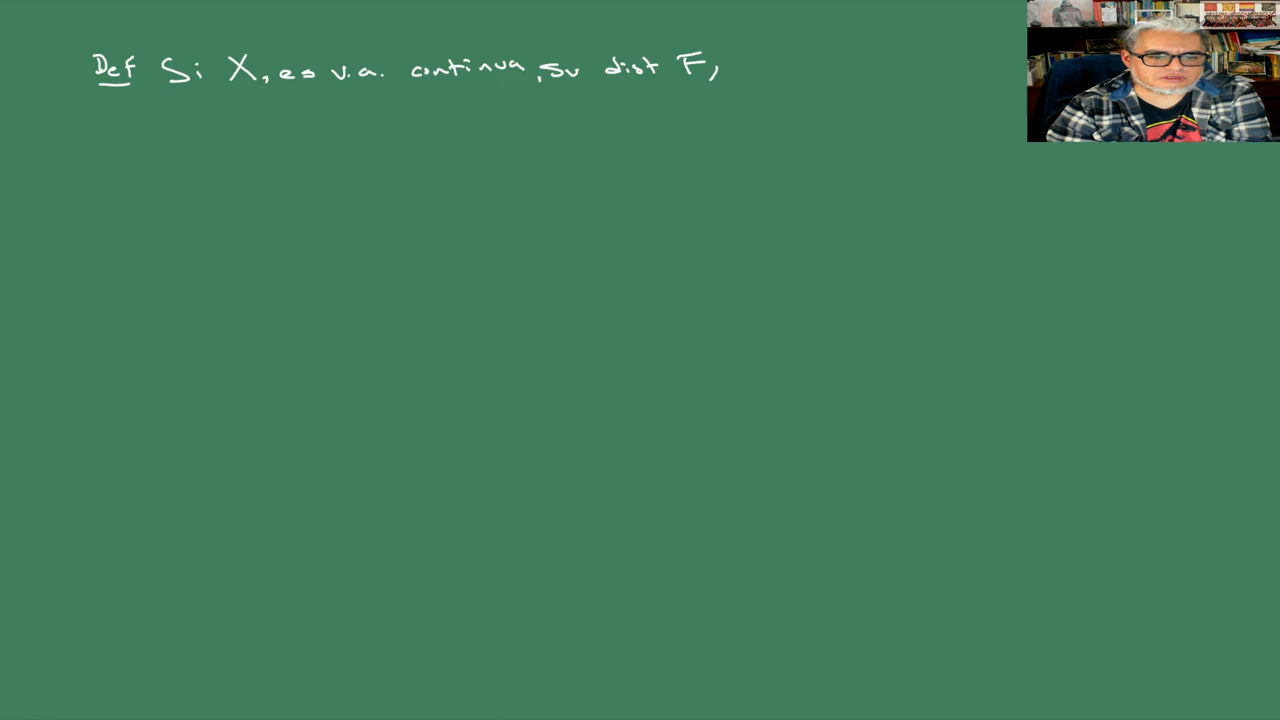 Def Si X, es v.a. continua, su dist F,